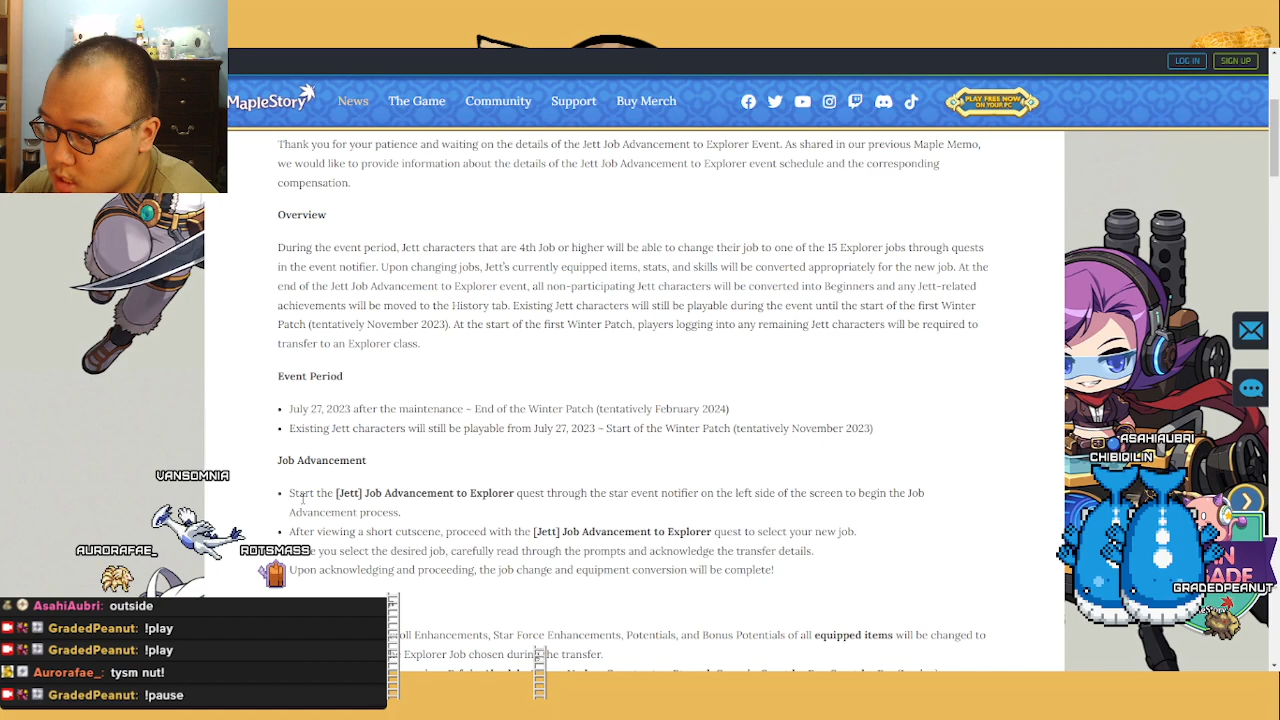 LOG IN
SIGN UP
MapleStory
News
The Game
Community
Support
Buy Merch
PLAY FREE NOW
ON YOUR PC
Thank you for your patience and waiting on the details of the Jett Job Advancement to Explorer Event. As shared in our previous Maple Memo,
we would like to provide information about the details of the Jett Job Advancement to Explorer event schedule and the corresponding
compensation.
Overview
During the event period, Jett characters that are 4th Job or higher will be able to change their job to one of the 15 Explorer jobs through quests
in the event notifier. Upon changing jobs, Jett's currently equipped items, stats, and skills will be converted appropriately for the new job. At the
end of the Jett Job Advancement to Explorer event, all non-participating Jett characters will be converted into Beginners and any Jett-related
achievements will be moved to the History tab. Existing Jett characters will still be playable during the event until the start of the first Winter
Patch (tentatively November 2023). At the start of the first Winter Patch, players logging into any remaining Jett characters will be required to
transfer to an Explorer class.
Event Period
• July 27, 2023 after the maintenance – End of the Winter Patch (tentatively February 2024)
• Existing Jett characters will still be playable from July 27, 2023 – Start of the Winter Patch (tentatively November 2023)
Job Advancement
• Start the [Jett] Job Advancement to Explorer quest through the star event notifier on the left side of the screen to begin the Job
Advancement process.
• After viewing a short cutscene, proceed with the [Jett] Job Advancement to Explorer quest to select your new job.
you select the desired job, carefully read through the prompts and acknowledge the transfer details.
Upon acknowledging and proceeding, the job change and equipment conversion will be complete!
Enhancements, Star Force Enhancements, Potentials, and Bonus Potentials of all equipped items will be changed to
Explorer Job chosen during the transfer.
VANSOMNIA
AURORAFAE_
ROTSMASS
ASAHIAUBRI
CHIBIQILIN
GRADEDPEANUT
AsahiAubri: outside
GradedPeanut: !play
GradedPeanut: !play
Aurorafae_: tysm nut!
GradedPeanut: !pause